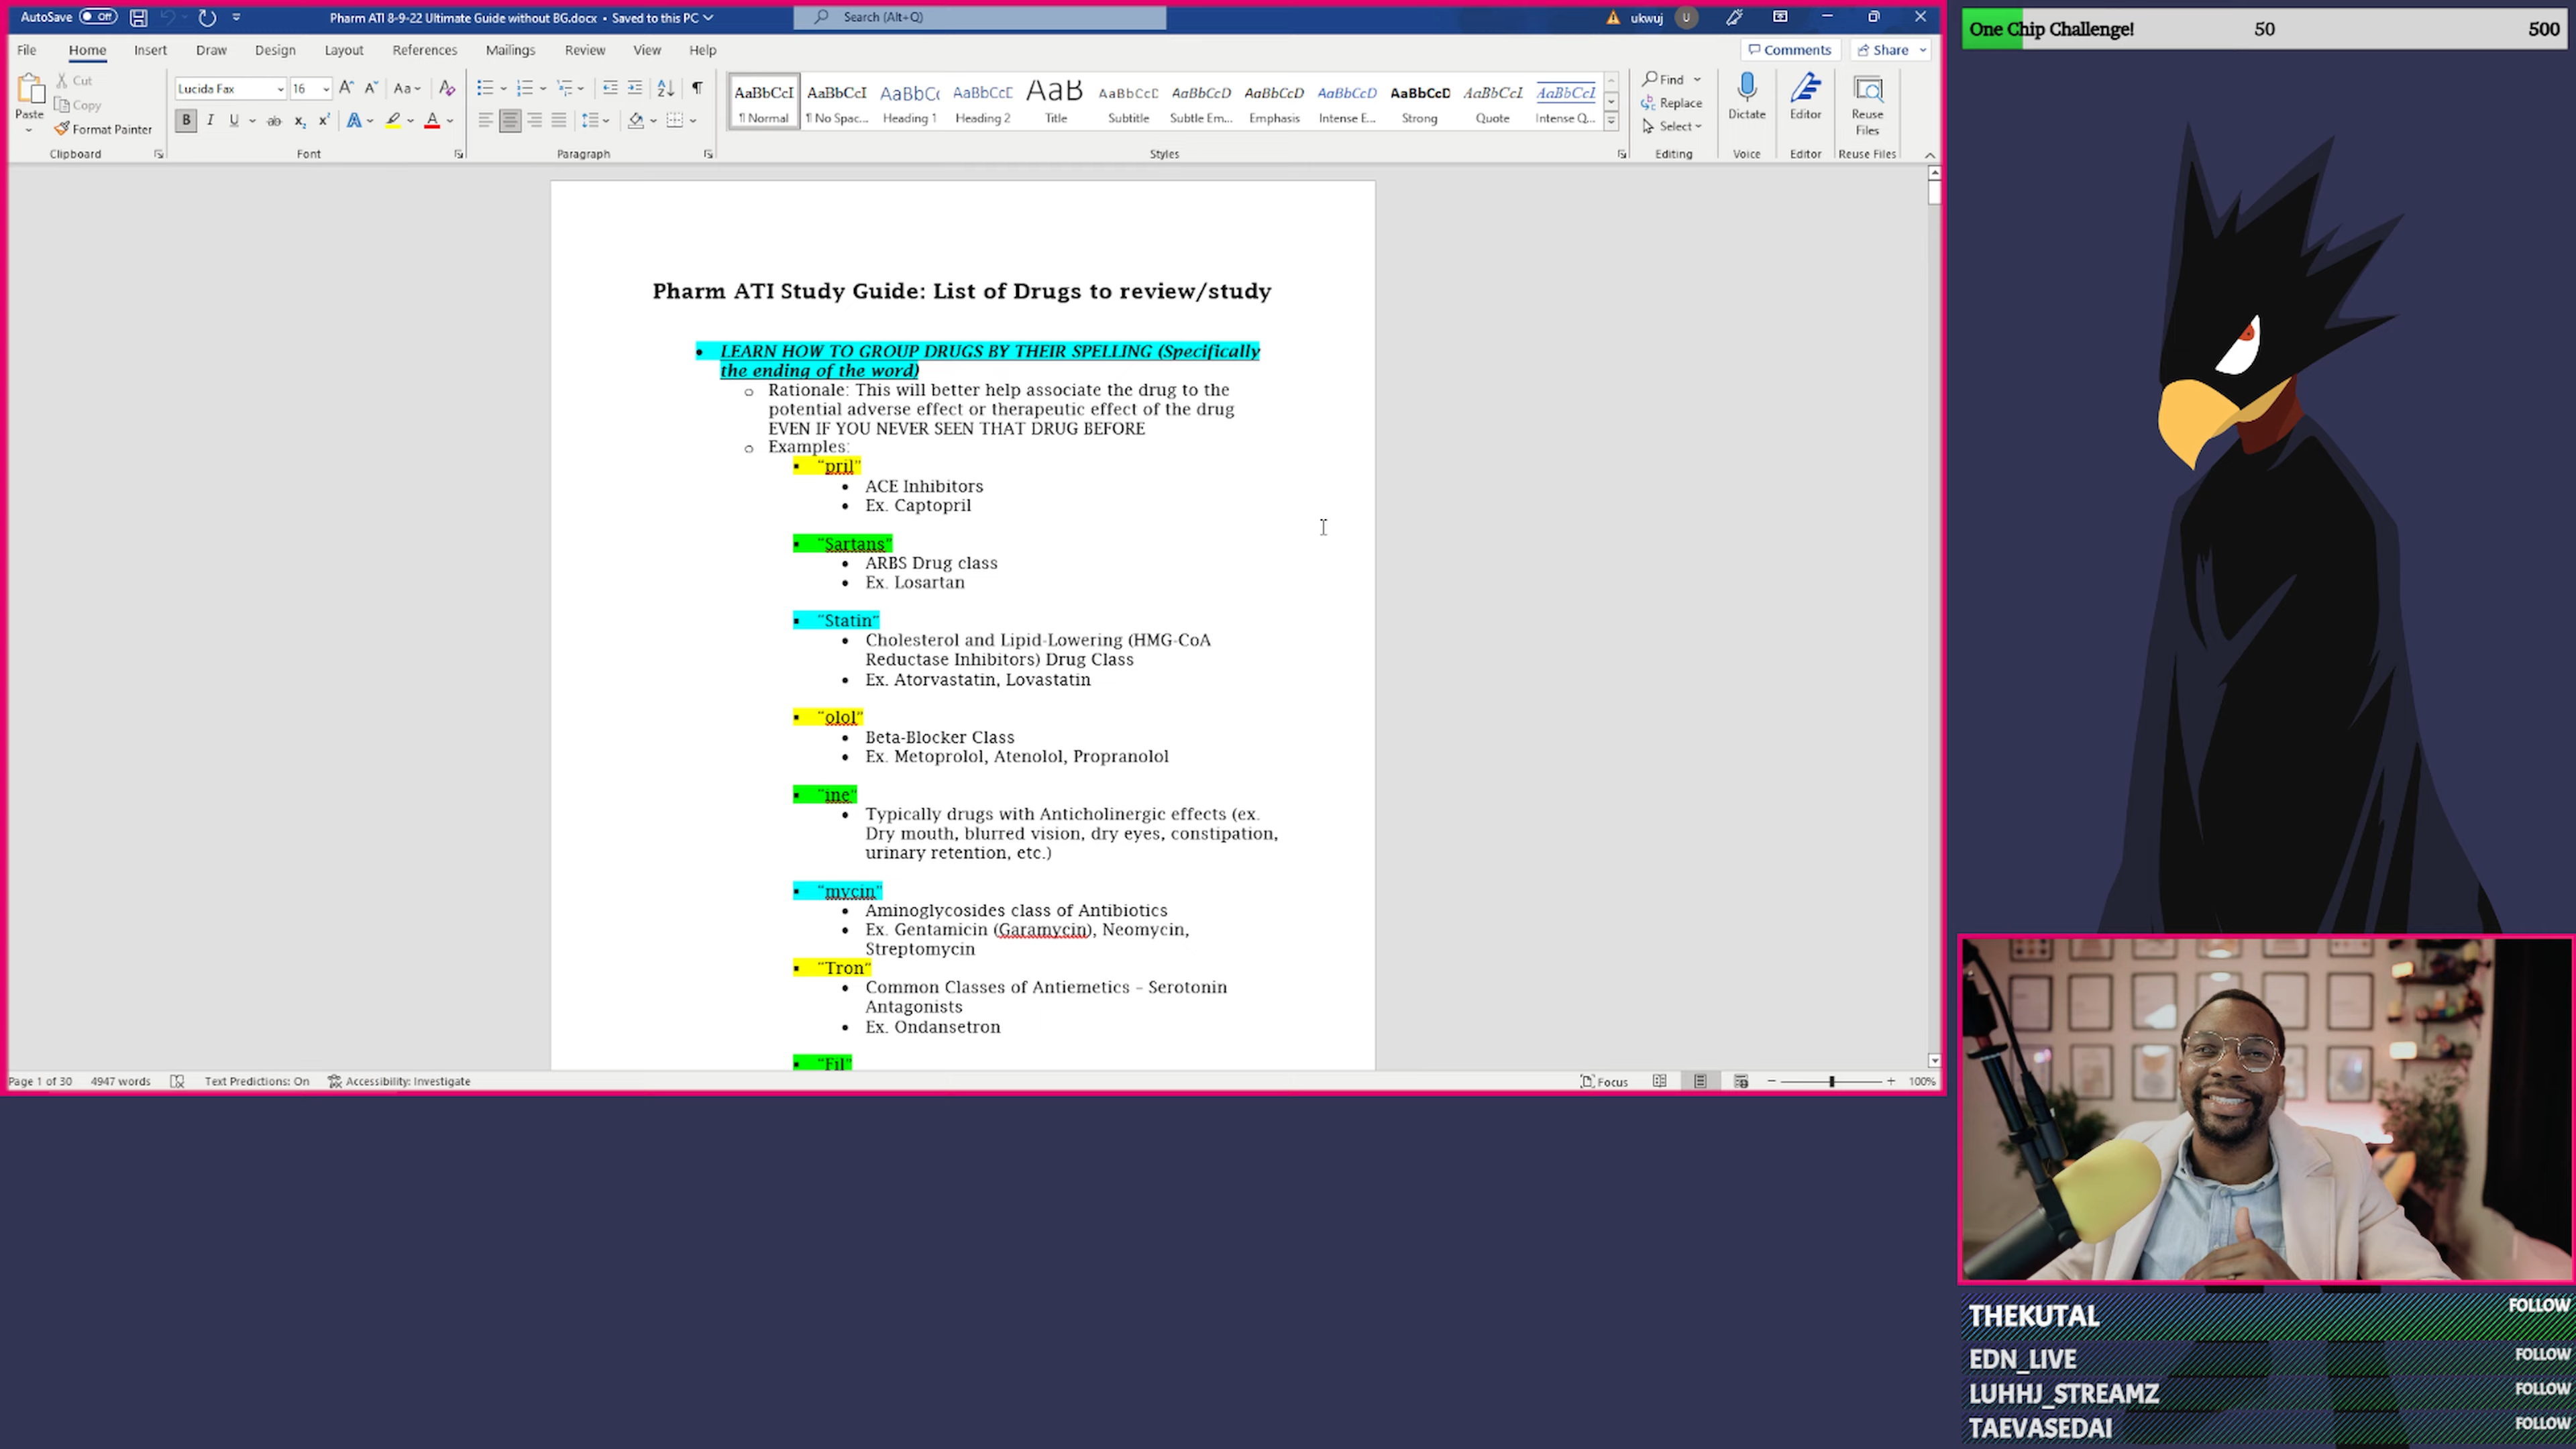 AutoSave Off Pharm ATI 8-9-22 Ultimate Guide without BG.docx • Saved to this PC Search (Alt+Q) ukwuj U
File Home Insert Draw Design Layout References Mailings Review View Help Comments Share
Paste
Cut
Copy
Format Painter
Clipboard
Lucida Fax 16
Font
Paragraph
AaBbCcI AaBbCcI AaBbC AaBbCcD AaB AaBbCcD AaBbCcD AaBbCcD AaBbCcD AaBbCcD AaBbCcI AaBbCcI
¶ Normal ¶ No Spac... Heading 1 Heading 2 Title Subtitle Subtle Em... Emphasis Intense E... Strong Quote Intense Q...
Styles
Find
Replace
Select
Editing
Dictate
Voice
Editor
Editor
Reuse
Files
Reuse Files
Pharm ATI Study Guide: List of Drugs to review/study
• LEARN HOW TO GROUP DRUGS BY THEIR SPELLING (Specifically
the ending of the word)
o Rationale: This will better help associate the drug to the
potential adverse effect or therapeutic effect of the drug
EVEN IF YOU NEVER SEEN THAT DRUG BEFORE
o Examples:
▪ “pril”
• ACE Inhibitors
• Ex. Captopril
▪ “Sartans”
• ARBS Drug class
• Ex. Losartan
▪ “Statin”
• Cholesterol and Lipid-Lowering (HMG-CoA
Reductase Inhibitors) Drug Class
• Ex. Atorvastatin, Lovastatin
▪ “olol”
• Beta-Blocker Class
• Ex. Metoprolol, Atenolol, Propranolol
▪ “ine”
• Typically drugs with Anticholinergic effects (ex.
Dry mouth, blurred vision, dry eyes, constipation,
urinary retention, etc.)
▪ “mycin”
• Aminoglycosides class of Antibiotics
• Ex. Gentamicin (Garamycin), Neomycin,
Streptomycin
▪ “Tron”
• Common Classes of Antiemetics – Serotonin
Antagonists
• Ex. Ondansetron
▪ “Fil”
Page 1 of 30 4947 words Text Predictions: On Accessibility: Investigate Focus 100%
One Chip Challenge! 50 500
THEKUTAL FOLLOW
EDN_LIVE FOLLOW
LUHHJ_STREAMZ FOLLOW
TAEVASEDAI FOLLOW